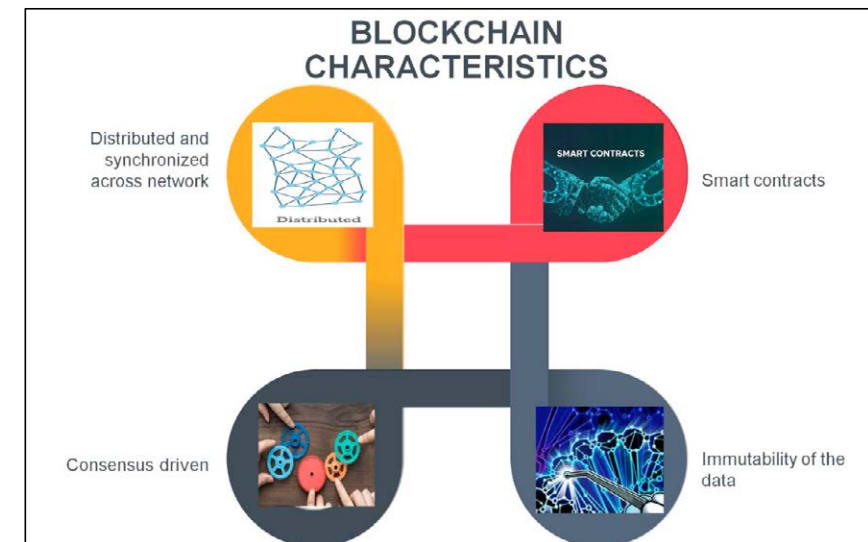 BLOCKCHAIN
CHARACTERISTICS
Distributed and
synchronized
across network
Distributed
SMART CONTRACTS
Smart contracts
Consensus driven
Immutability of the
data